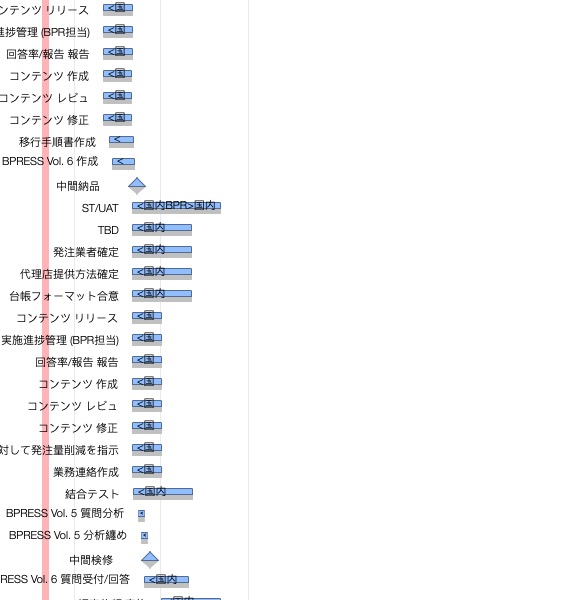 ンテンツ リリース <国
進捗管理 (BPR担当) <国
回答率/報告 報告 <国
コンテンツ 作成 <国
コンテンツ レビュ <国
コンテンツ 修正 <国
移行手順書作成 <
BPRESS Vol. 6 作成 <
中間納品
ST/UAT <国内BPR>国内
TBD <国内
発注業者確定 <国内
代理店提供方法確定 <国内
台帳フォーマット合意 <国内
コンテンツ リリース <国
実施進捗管理 (BPR担当) <国
回答率/報告 報告 <国
コンテンツ 作成 <国
コンテンツ レビュ <国
コンテンツ 修正 <国
対して発注量削減を指示 <国
業務連絡作成 <国
結合テスト <国内
BPRESS Vol. 5 質問分析 <
BPRESS Vol. 5 分析纏め <
中間検修
RESS Vol. 6 質問受付/回答 <国内
<国内